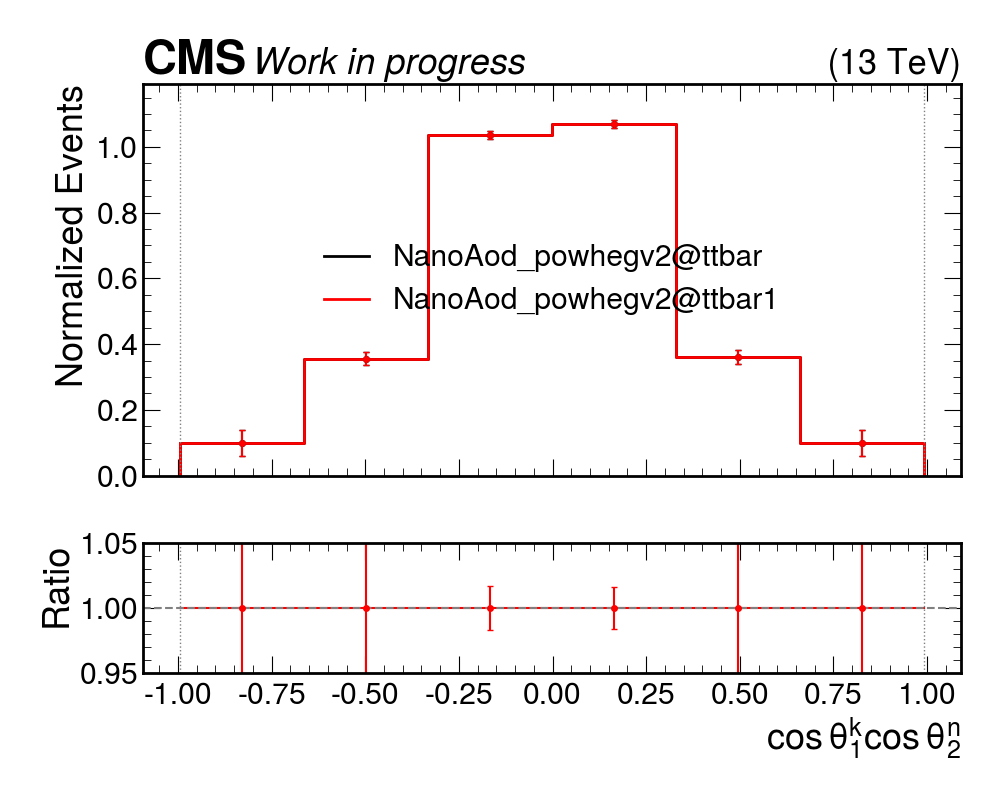 CMS Work in progress (13 TeV)
Normalized Events
1.0
0.8
0.6
0.4
0.2
0.0
NanoAod_powhegv2@ttbar
NanoAod_powhegv2@ttbar1
Ratio
1.05
1.00
0.95
-1.00 -0.75 -0.50 -0.25 0.00 0.25 0.50 0.75 1.00
cos θ₁ᵏcos θ₂ⁿ